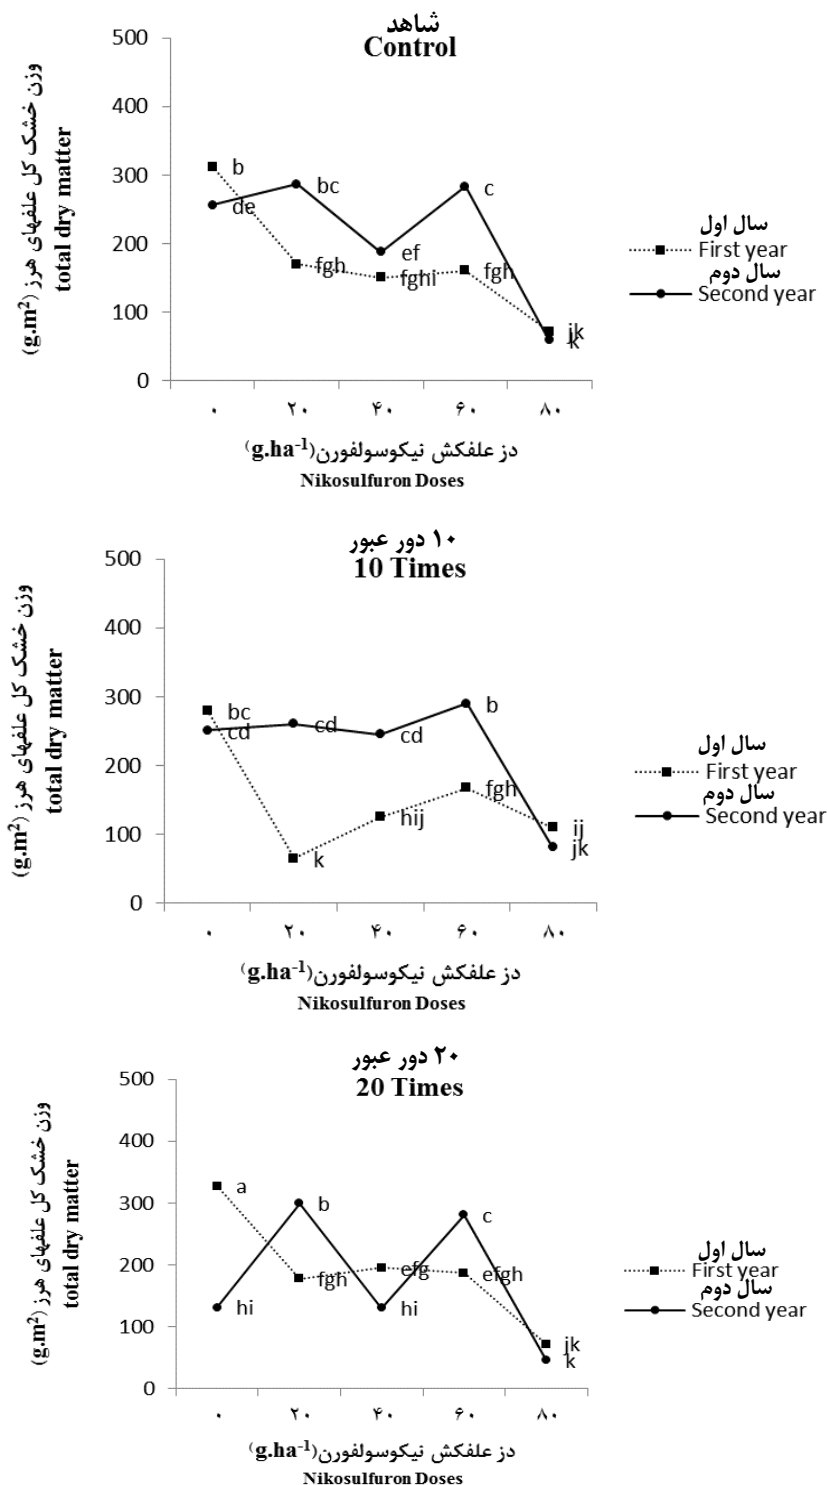 شاهد
Control
500
400
300
200
100
0
وزن خشک کل علفهای هرز (g.m²)
total dry matter
b
de
bc
fgh
ef
fghi
c
fgh
jk
k
۰ ۲۰ ۴۰ ۶۰ ۸۰
دز علفکش نیکوسولفورن(g.ha⁻¹)
Nikosulfuron Doses
سال اول
First year
سال دوم
Second year
۱۰ دور عبور
10 Times
500
400
300
200
100
0
وزن خشک کل علفهای هرز (g.m²)
total dry matter
bc
cd
cd
k
cd
hij
b
fgh
ij
jk
۰ ۲۰ ۴۰ ۶۰ ۸۰
دز علفکش نیکوسولفورن(g.ha⁻¹)
Nikosulfuron Doses
سال اول
First year
سال دوم
Second year
۲۰ دور عبور
20 Times
500
400
300
200
100
0
وزن خشک کل علفهای هرز (g.m²)
total dry matter
a
hi
b
fgh
efg
hi
c
efgh
jk
k
۰ ۲۰ ۴۰ ۶۰ ۸۰
دز علفکش نیکوسولفورن(g.ha⁻¹)
Nikosulfuron Doses
سال اول
First year
سال دوم
Second year